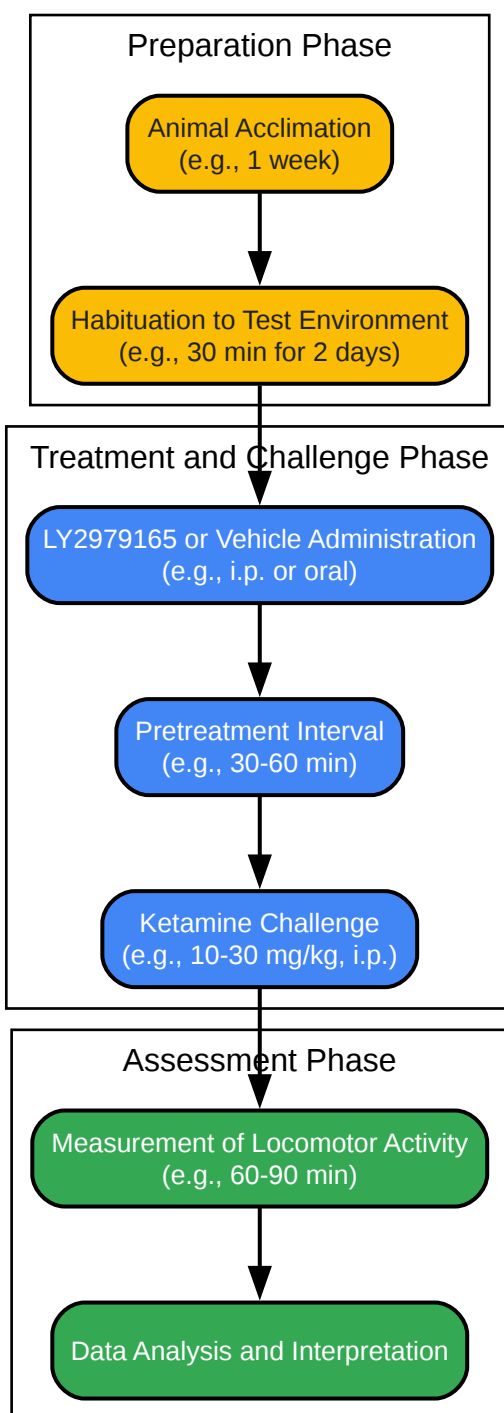 Preparation Phase
Animal Acclimation
(e.g., 1 week)
Habituation to Test Environment
(e.g., 30 min for 2 days)
Treatment and Challenge Phase
LY2979165 or Vehicle Administration
(e.g., i.p. or oral)
Pretreatment Interval
(e.g., 30-60 min)
Ketamine Challenge
(e.g., 10-30 mg/kg, i.p.)
Assessment Phase
Measurement of Locomotor Activity
(e.g., 60-90 min)
Data Analysis and Interpretation